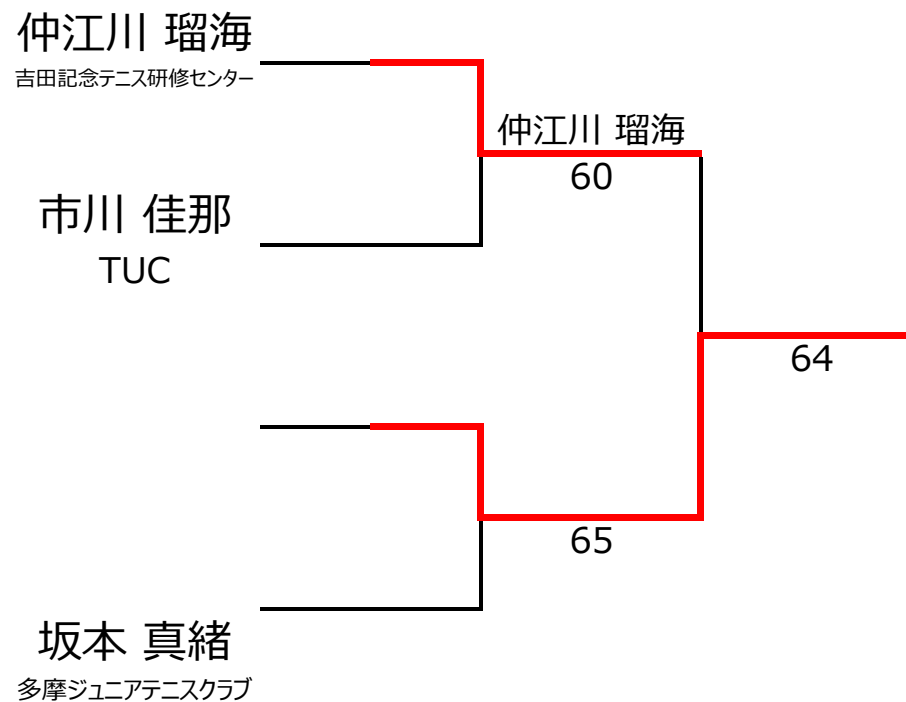 仲江川 瑠海
吉田記念テニス研修センター
仲江川 瑠海
60
市川 佳那
TUC
64
65
坂本 真緒
多摩ジュニアテニスクラブ